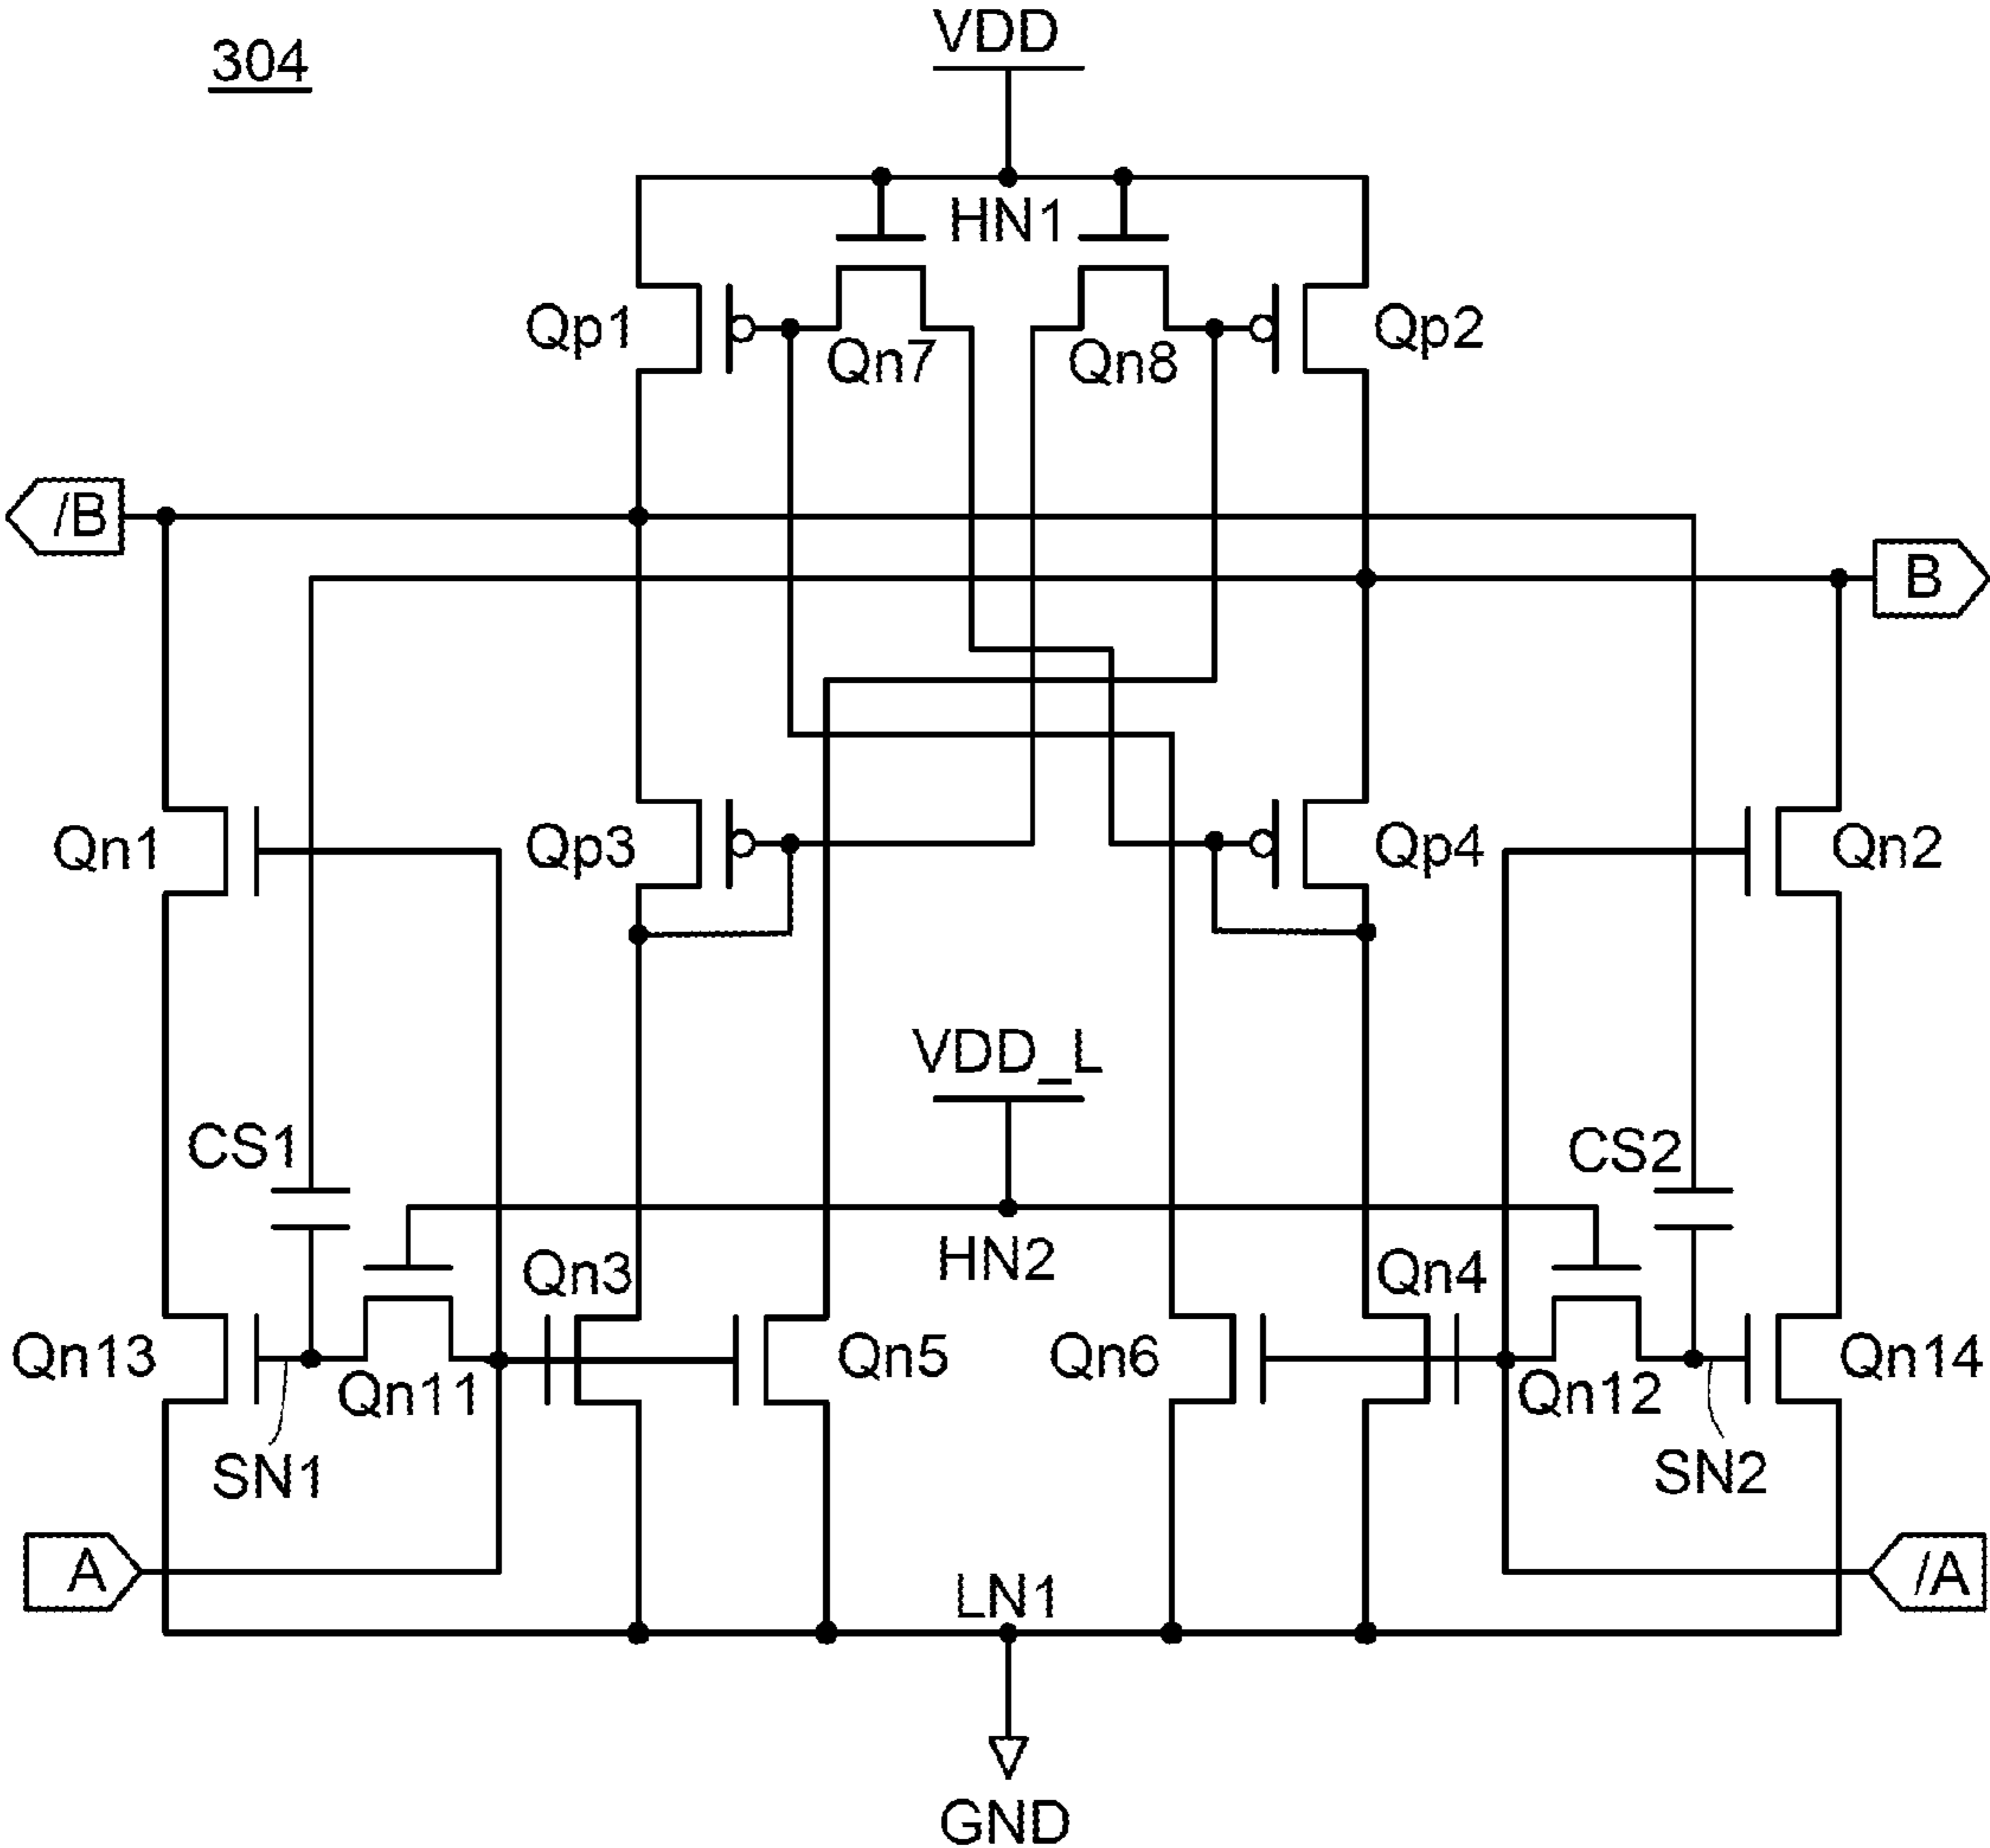 304
VDD
HN1
Qp1
Qn7
Qn8
Qp2
/B
B
Qn1
Qp3
Qp4
Qn2
VDD_L
CS1
CS2
HN2
Qn3
Qn4
Qn13
Qn11
Qn5
Qn6
Qn12
Qn14
SN1
SN2
A
LN1
/A
GND